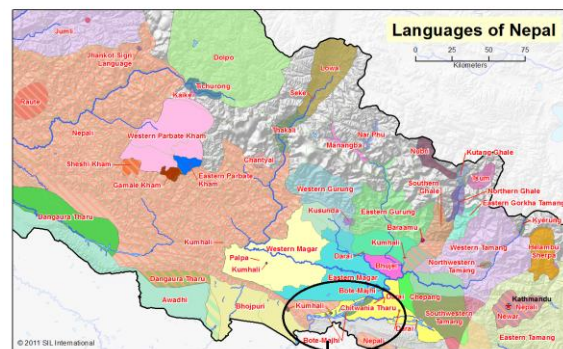 Languages of Nepal
0 25 50 75
Kilometers
Jumli
Jhankot Sign
Language
Dolpo
Lowa
Raute
Kaike
Tichurong
Seke
Nepali
Western Parbate Kham
Thakali
Manangba
Nar Phu
Nubri
Kutang Ghale
Tsum
Sheshi Kham
Gamale Kham
Eastern Parbate
Kham
Chantyal
Western Gurung
Southern
Ghale
Northern Ghale
Eastern Gorkha Tamang
Kusunda
Eastern Gurung
Baraamu
Kyerung
Jangaura Tharu
Kumhali
Western Magar
Darai
Kumhali
Western Tamang
Helambu
Sherpa
Northwestern
Tamang
Palpa
Kumhali
Bhujel
Eastern Magar
Dangaura Tharu
Awadhi
Bhojpuri
Kumhali
Bote-Majhi
Chitwania Tharu
Darai
Chepang
Kathmandu
Nepali
Newar
Southwestern
Tamang
Darai
Bote-Majhi
Nepali
© 2011 SIL International